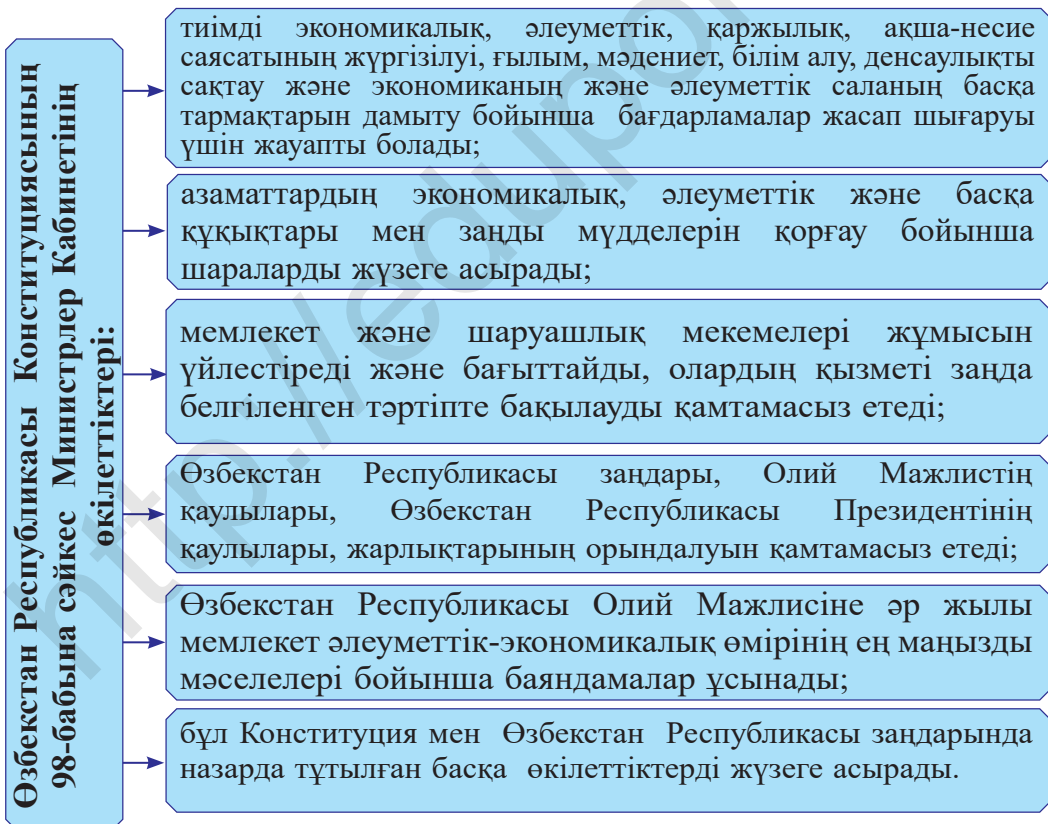 Өзбекстан Республикасы Конституциясының
98-бабына сәйкес Министрлер Кабинетінің
өкілеттіктері:
тиімді экономикалық, әлеуметтік, қаржылық, ақша-несие
саясатының жүргізілуі, ғылым, мәдениет, білім алу, денсаулықты
сақтау және экономиканың және әлеуметтік саланың басқа
тармақтарын дамыту бойынша бағдарламалар жасап шығаруы
үшін жауапты болады;
азаматтардың экономикалық, әлеуметтік және басқа
құқықтары мен заңды мүдделерін қорғау бойынша
шараларды жүзеге асырады;
мемлекет және шаруашлық мекемелері жұмысын
үйлестіреді және бағыттайды, олардың қызметі заңда
белгіленген тәртіпте бақылауды қамтамасыз етеді;
Өзбекстан Республикасы заңдары, Олий Мажлистің
қаулылары, Өзбекстан Республикасы Президентінің
қаулылары, жарлықтарының орындалуын қамтамасыз етеді;
Өзбекстан Республикасы Олий Мажлисіне әр жылы
мемлекет әлеуметтік-экономикалық өмірінің ең маңызды
мәселелері бойынша баяндамалар ұсынады;
бұл Конституция мен Өзбекстан Республикасы заңдарында
назарда тұтылған басқа өкілеттіктерді жүзеге асырады.
http://edupo